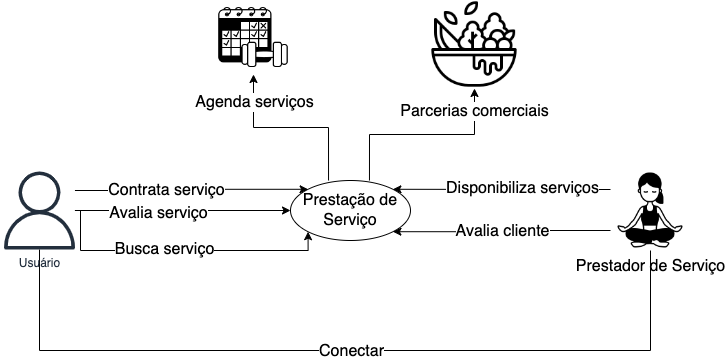 Agenda serviços
Parcerias comerciais
Contrata serviço
Avalia serviço
Busca serviço
Prestação de
Serviço
Disponibiliza serviços
Avalia cliente
Usuário
Prestador de Serviço
Conectar